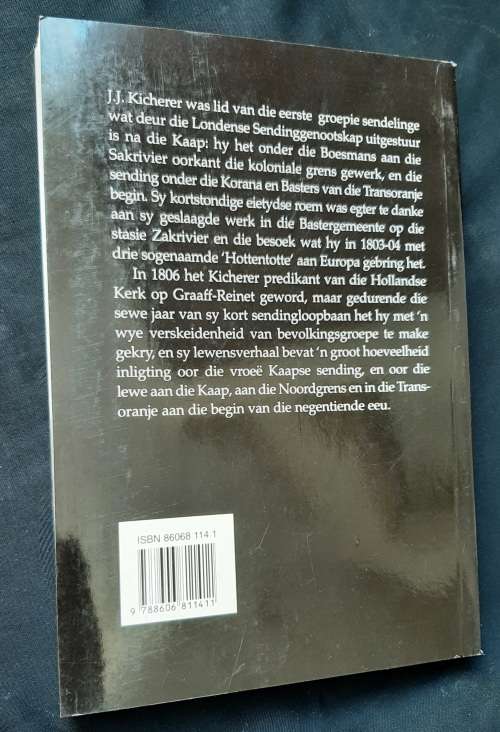 J.J. Kicherer was lid van die eerste groepie sendelinge
wat deur die Londense Sendinggenootskap uitgestuur
is na die Kaap: hy het onder die Boesmans aan die
Sakrivier oorkant die koloniale grens gewerk, en die
sending onder die Korana en Basters van die Transoranje
begin. Sy kortstondige eietydse roem was egter te danke
aan sy geslaagde werk in die Bastergemeente op die
stasie Zakrivier en die besoek wat hy in 1803-04 met
drie sogenaamde 'Hottentotte' aan Europa gebring het.
In 1806 het Kicherer predikant van die Hollandse
Kerk op Graaff-Reinet geword, maar gedurende die
sewe jaar van sy kort sendingloopbaan het hy met 'n
wye verskeidenheid van bevolkingsgroepe te make
gekry, en sy lewensverhaal bevat 'n groot hoeveelheid
inligting oor die vroeë Kaapse sending, en oor die
lewe aan die Kaap, aan die Noordgrens en in die Trans-
oranje aan die begin van die negentiende eeu.
ISBN 86068 114.1
9 788606 811411